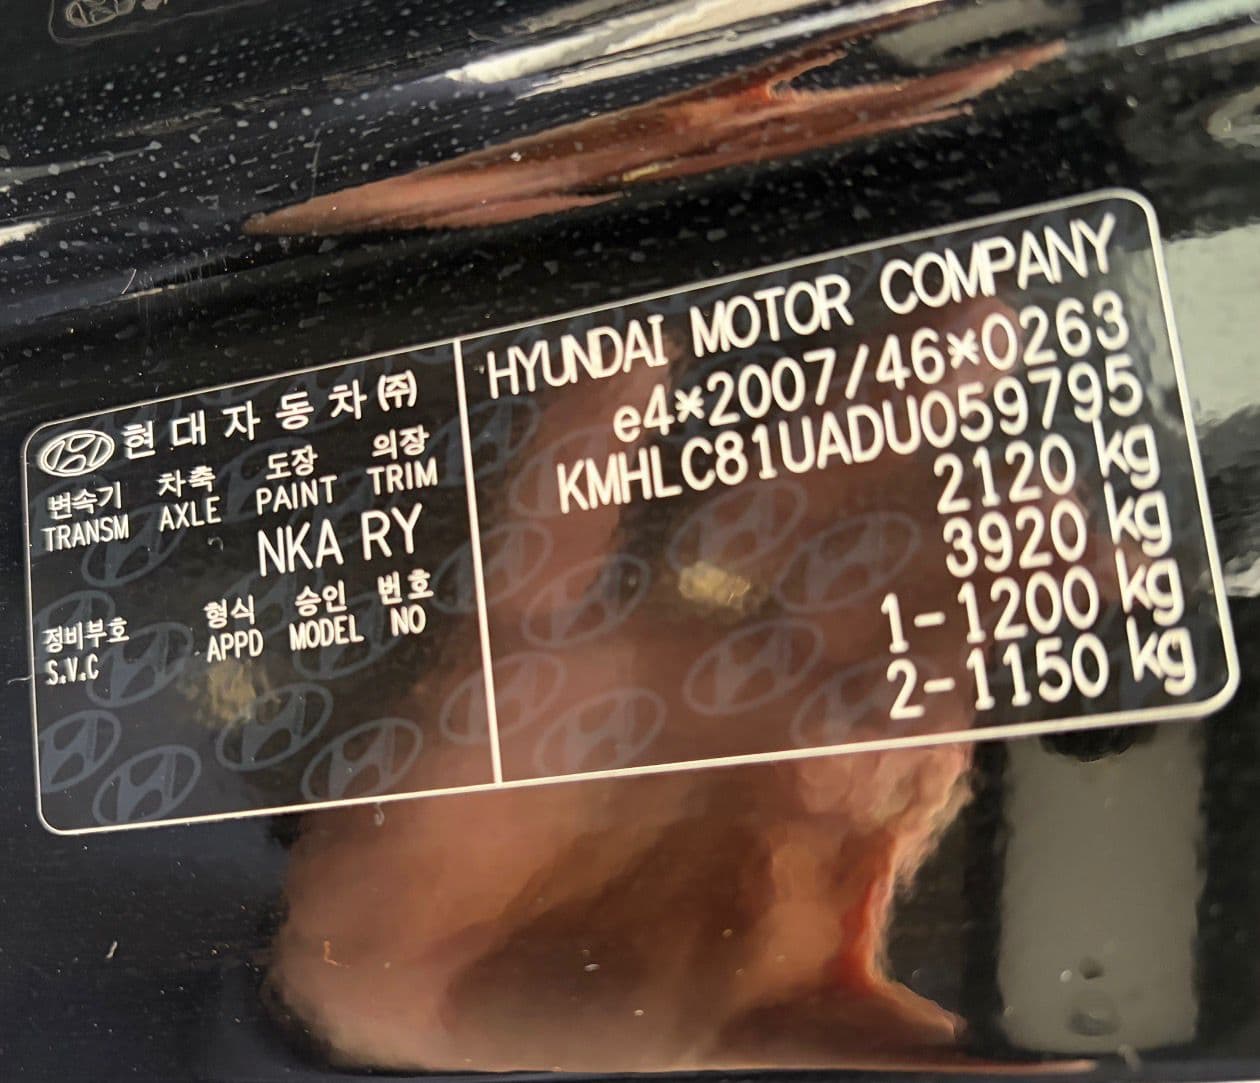 현대자동차(주)
변속기 차축 도장 의장
TRANSM AXLE PAINT TRIM
NKA RY
정비부호 형식 승인 번호
S.V.C APPD MODEL NO
HYUNDAI MOTOR COMPANY
e4*2007/46*0263
KMHLC81UADU059795
2120 kg
3920 kg
1-1200 kg
2-1150 kg